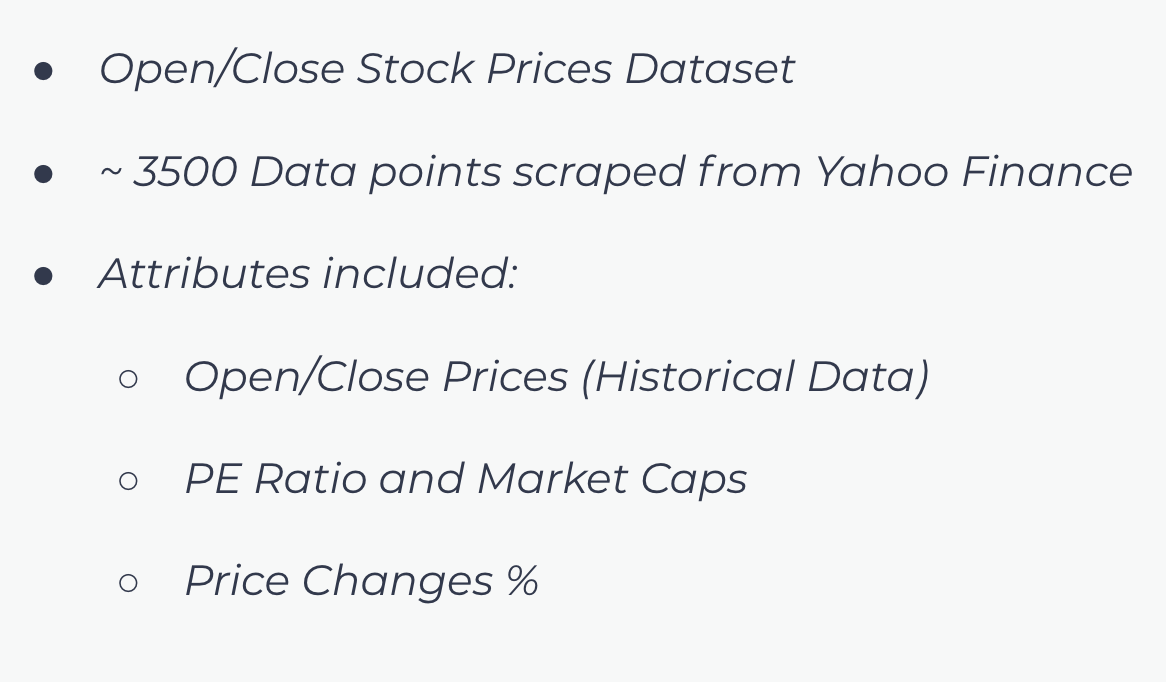 ● Open/Close Stock Prices Dataset
● ~ 3500 Data points scraped from Yahoo Finance
● Attributes included:
○ Open/Close Prices (Historical Data)
○ PE Ratio and Market Caps
○ Price Changes %